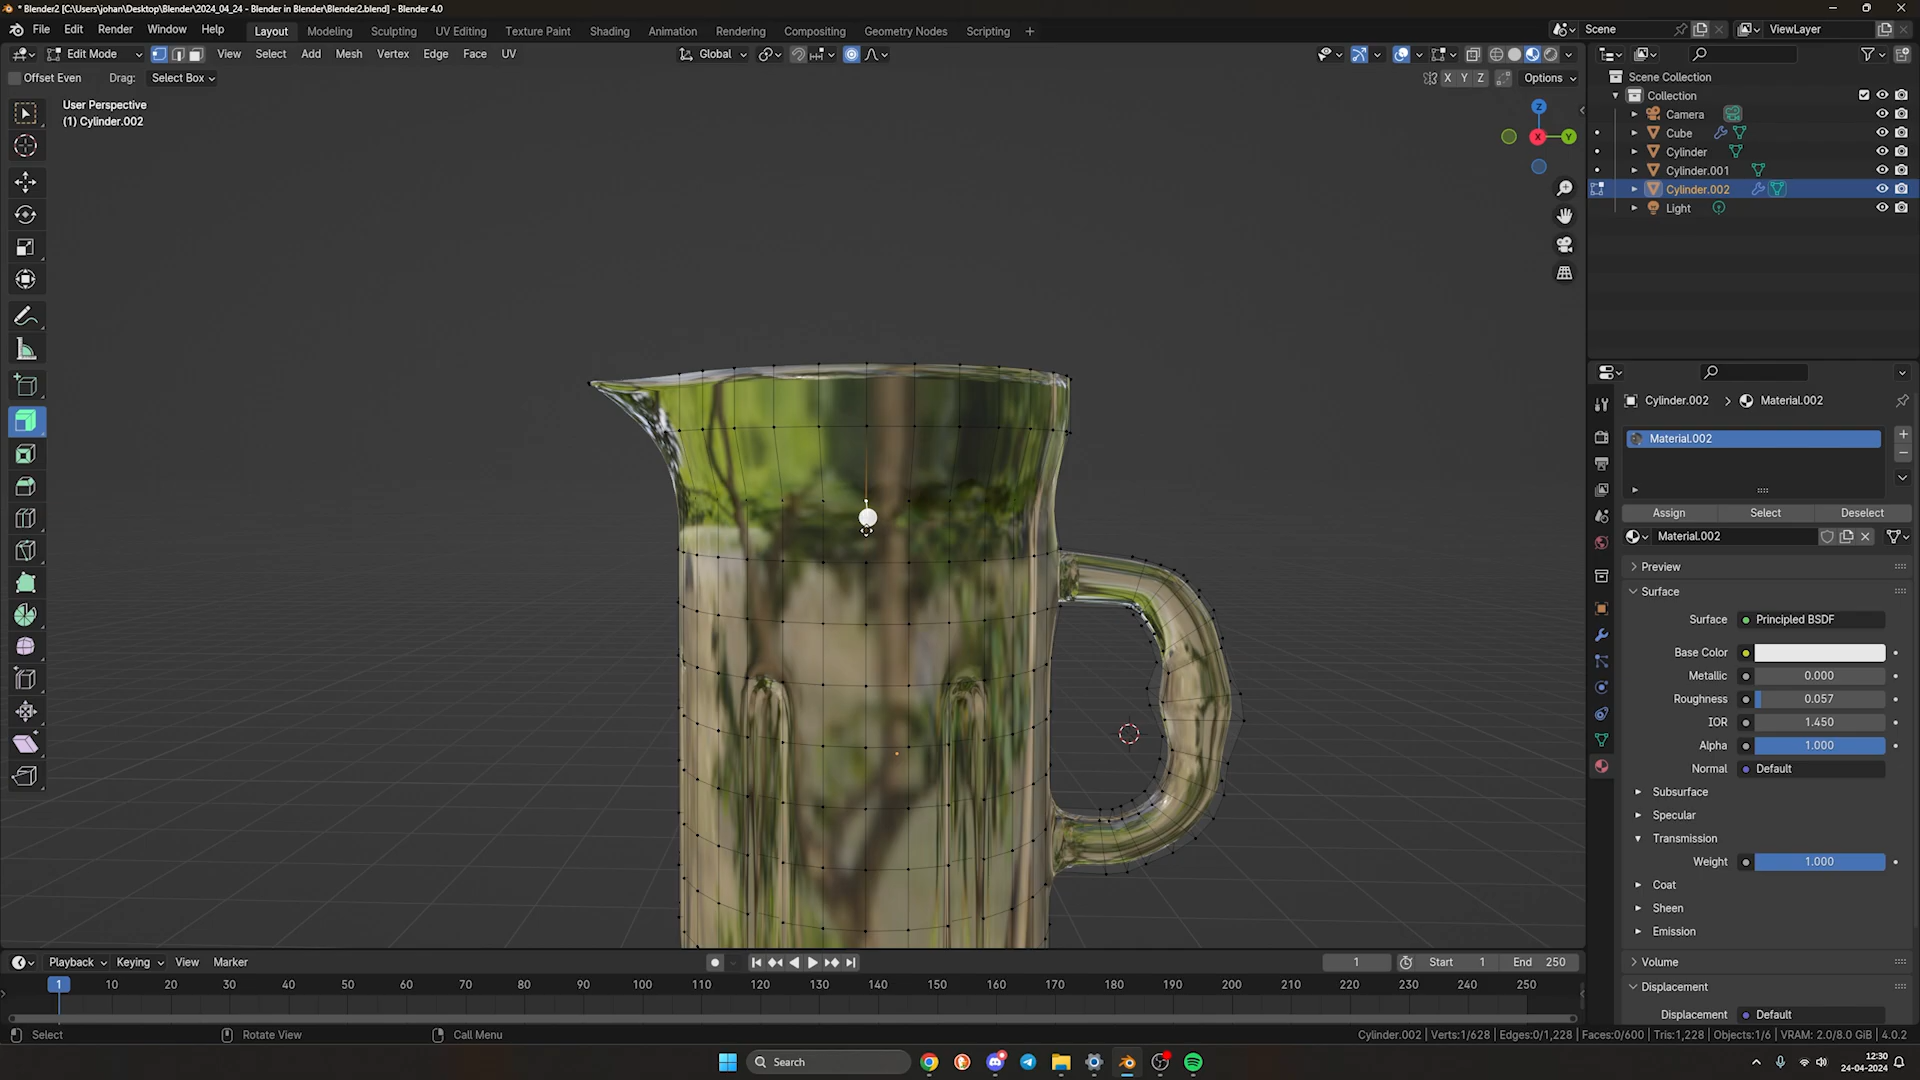 * Blender2 [C:\Users\johan\Desktop\Blender\2024_04_24 - Blender in Blender\Blender2.blend] - Blender 4.0
File Edit Render Window Help Layout Modeling Sculpting UV Editing Texture Paint Shading Animation Rendering Compositing Geometry Nodes Scripting + Scene ViewLayer
Edit Mode View Select Add Mesh Vertex Edge Face UV Global
Offset Even Drag: Select Box X Y Z Options
User Perspective
(1) Cylinder.002
Z
X
Y
Scene Collection
Collection
Camera
Cube
Cylinder
Cylinder.001
Cylinder.002
Light
Cylinder.002 > Material.002
Material.002
Assign Select Deselect
Material.002
Preview
Surface
Surface Principled BSDF
Base Color
Metallic 0.000
Roughness 0.057
IOR 1.450
Alpha 1.000
Normal Default
Subsurface
Specular
Transmission
Weight 1.000
Coat
Sheen
Emission
Volume
Displacement
Displacement Default
Playback Keying View Marker 1 Start 1 End 250
1 10 20 30 40 50 60 70 80 90 100 110 120 130 140 150 160 170 180 190 200 210 220 230 240 250
Select Rotate View Call Menu Cylinder.002 | Verts:1/628 | Edges:0/1,228 | Faces:0/600 | Tris:1,228 | Objects:1/6 | VRAM: 2.0/8.0 GiB | 4.0.2
Search
12:30
24-04-2024